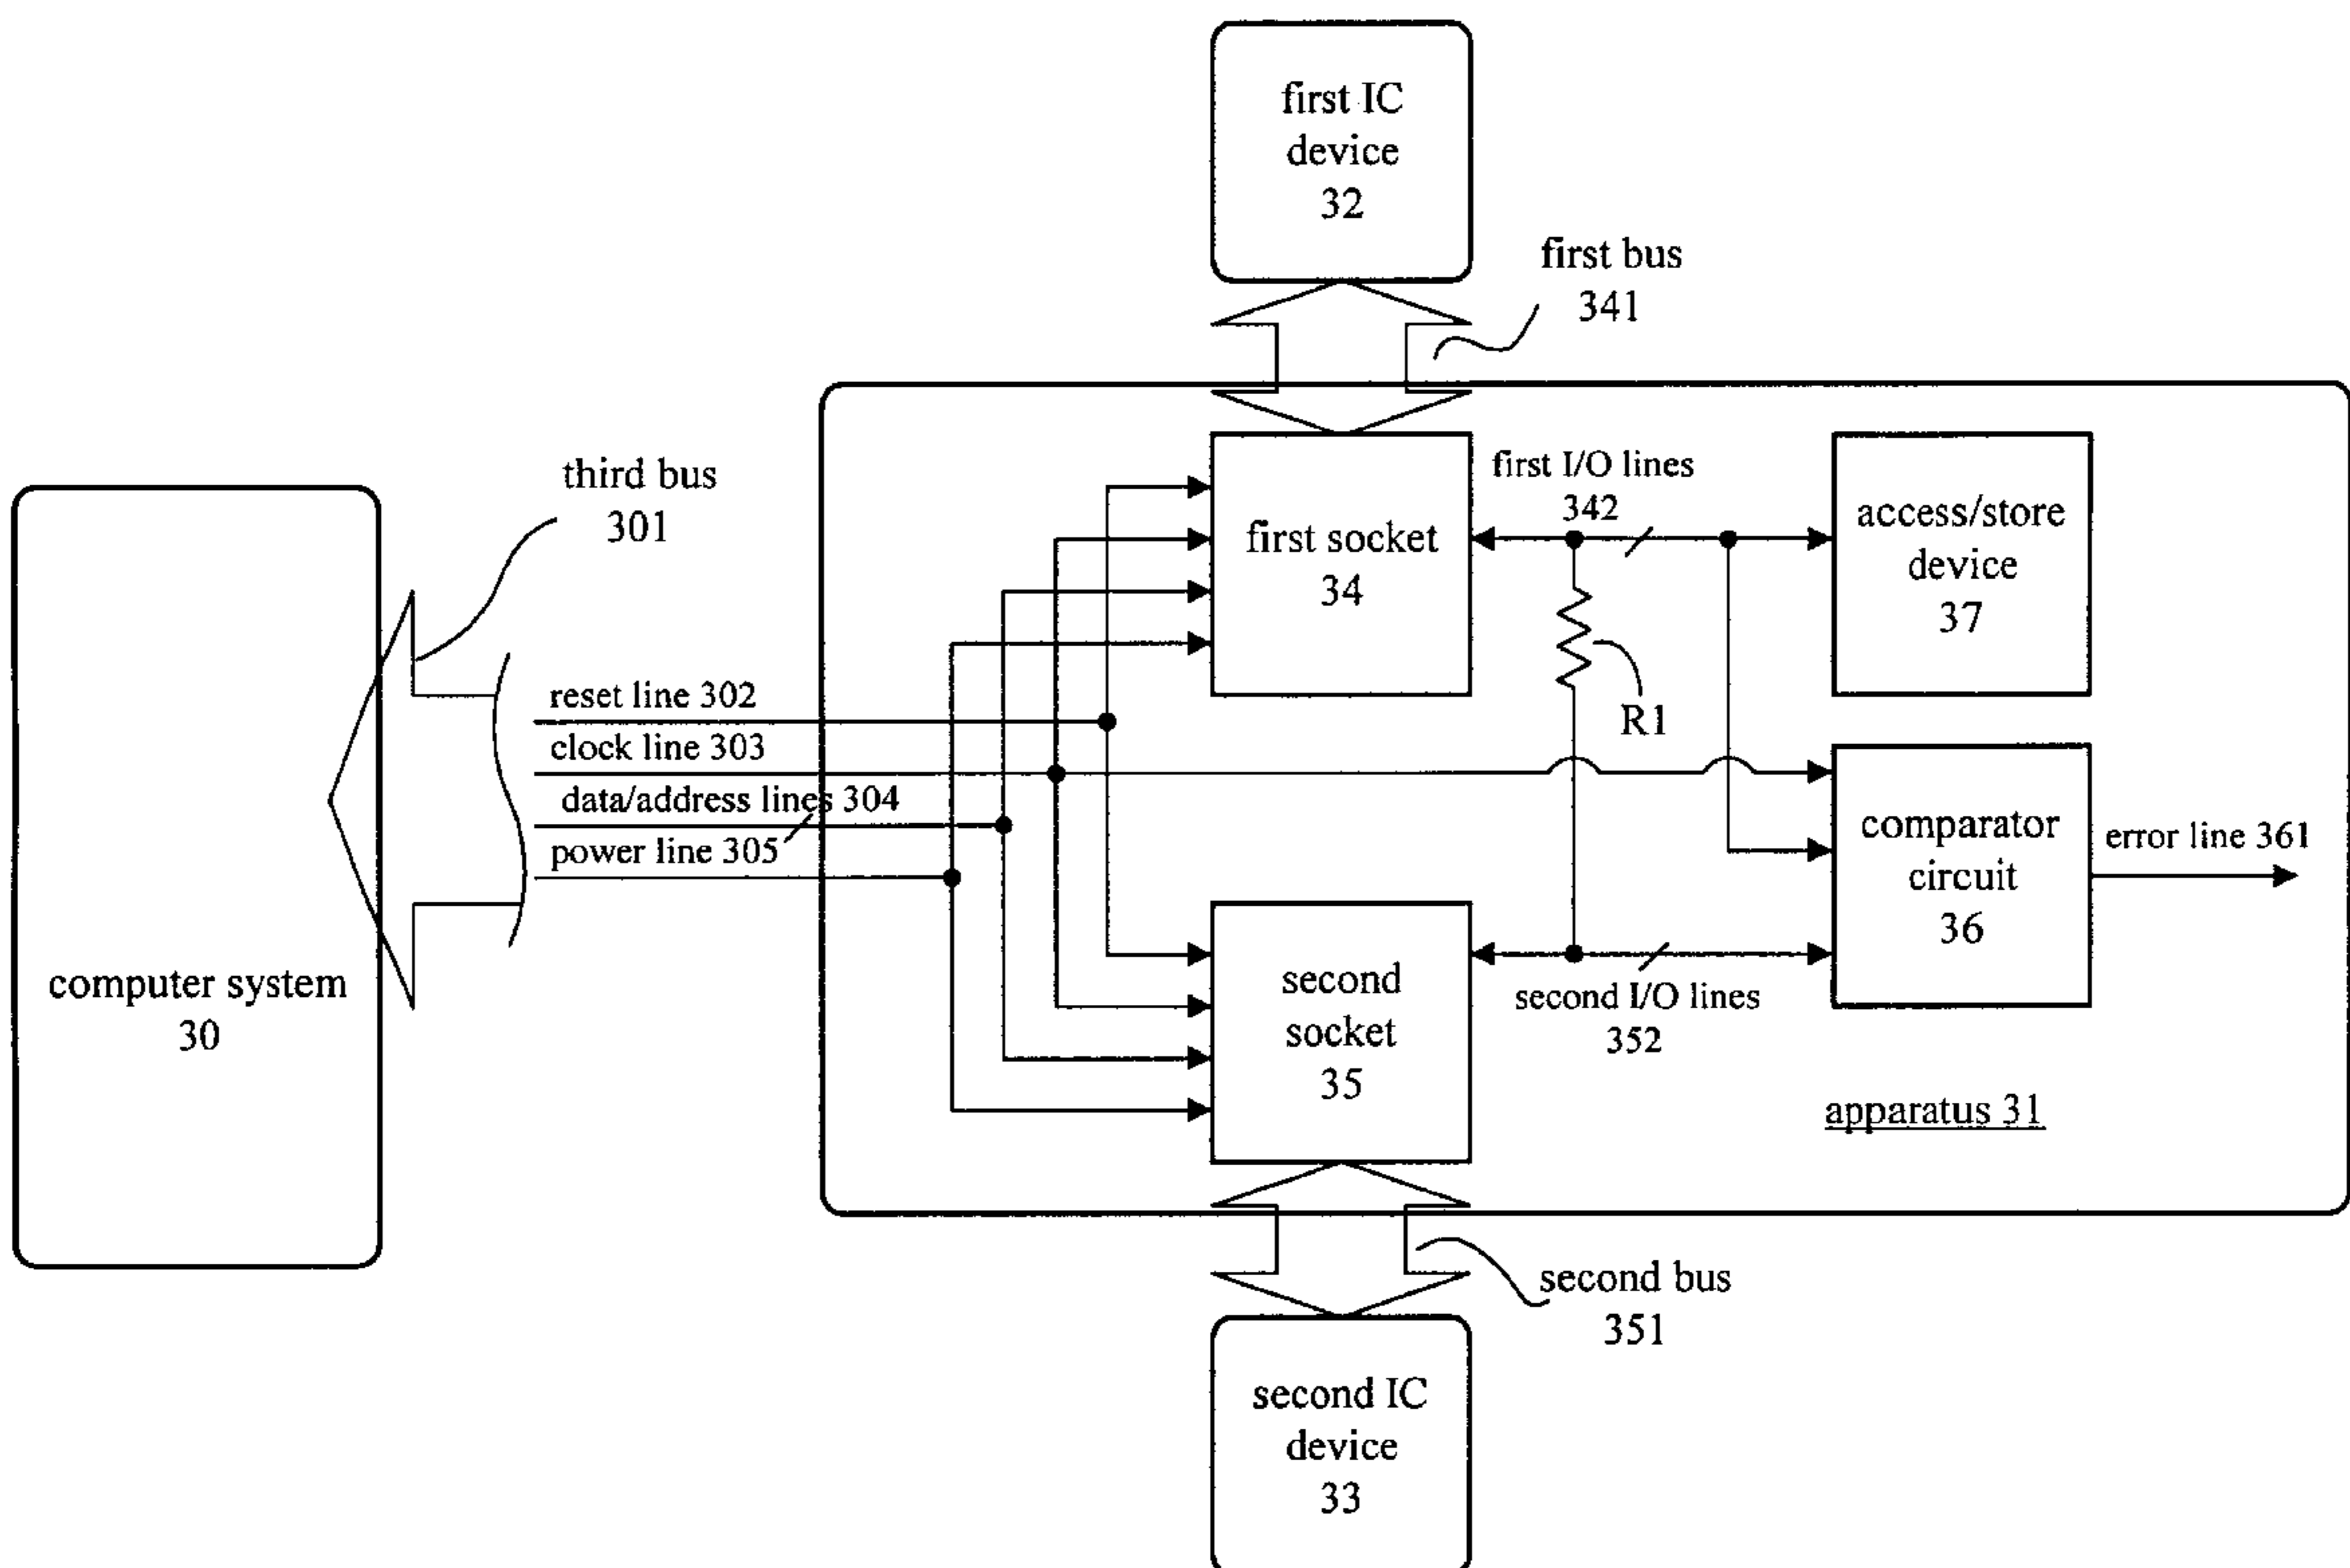 first IC
device
32
first bus
341
third bus
301
first I/O lines
342
access/store
device
37
first socket
34
R1
reset line 302
clock line 303
data/address lines 304
power line 305
comparator
circuit
36
error line 361
computer system
30
second
socket
35
second I/O lines
352
apparatus 31
second bus
351
second IC
device
33